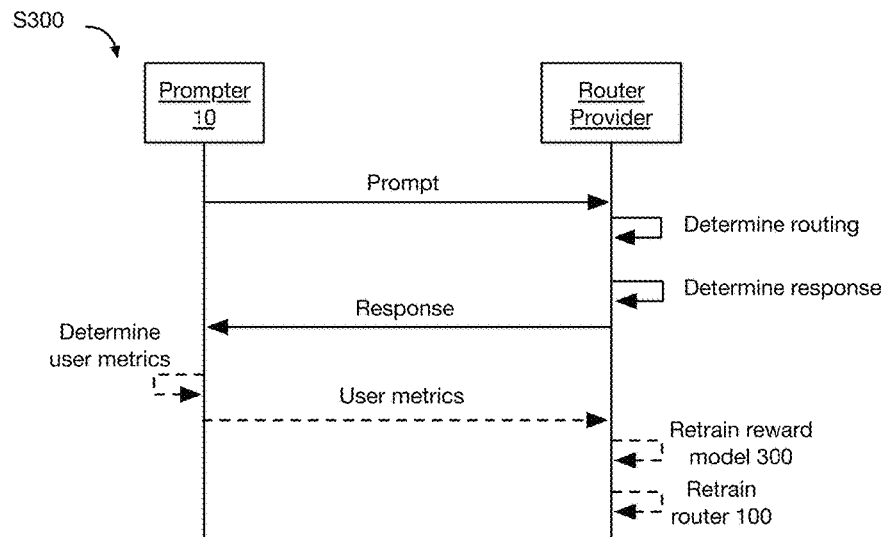 S300
Prompter
10
Router
Provider
Prompt
Determine routing
Determine response
Response
Determine
user metrics
User metrics
Retrain reward
model 300
Retrain
router 100